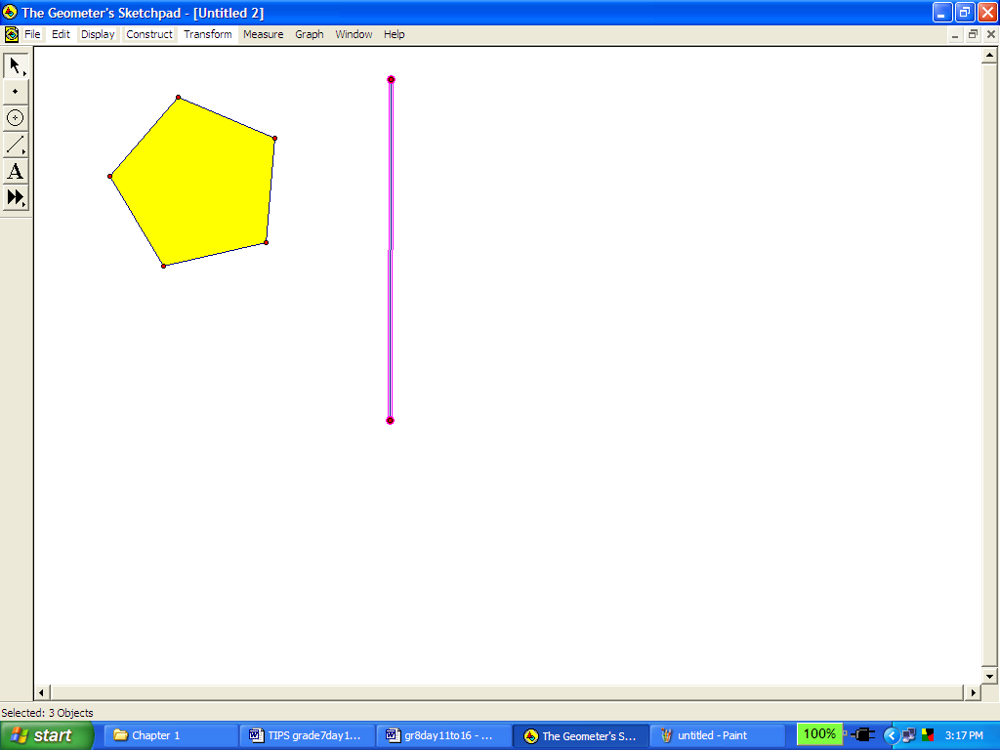 The Geometer's Sketchpad - [Untitled 2]
File Edit Display Construct Transform Measure Graph Window Help
A
Selected: 3 Objects
start Chapter 1 TIPS grade7day1... gr8day11to16 - ... The Geometer's S... untitled - Paint 100% 3:17 PM